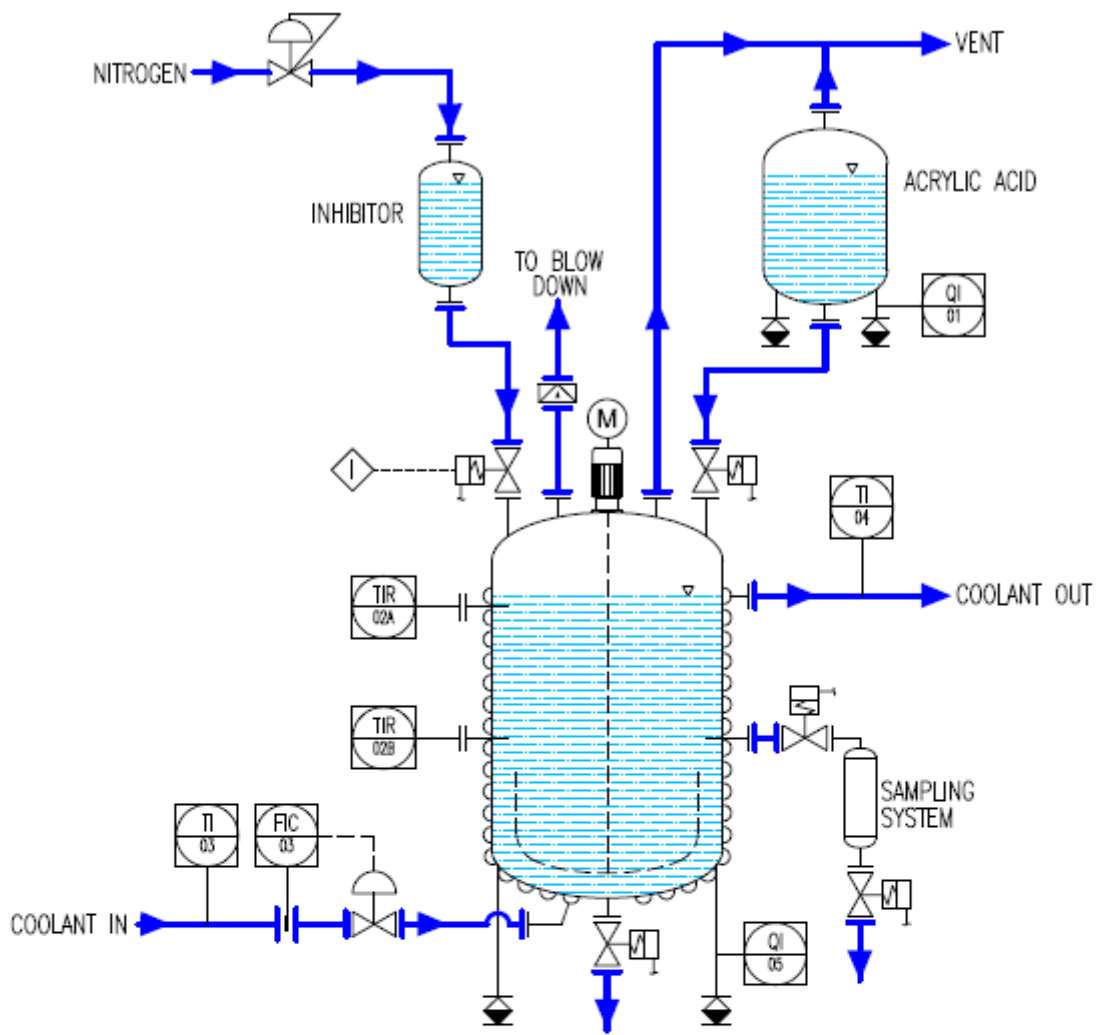 NITROGEN
VENT
INHIBITOR
ACRYLIC ACID
TO BLOW
DOWN
QI
01
M
I
TI
04
TIR
02A
COOLANT OUT
TIR
02B
SAMPLING
SYSTEM
TI
03
FIC
03
COOLANT IN
QI
05